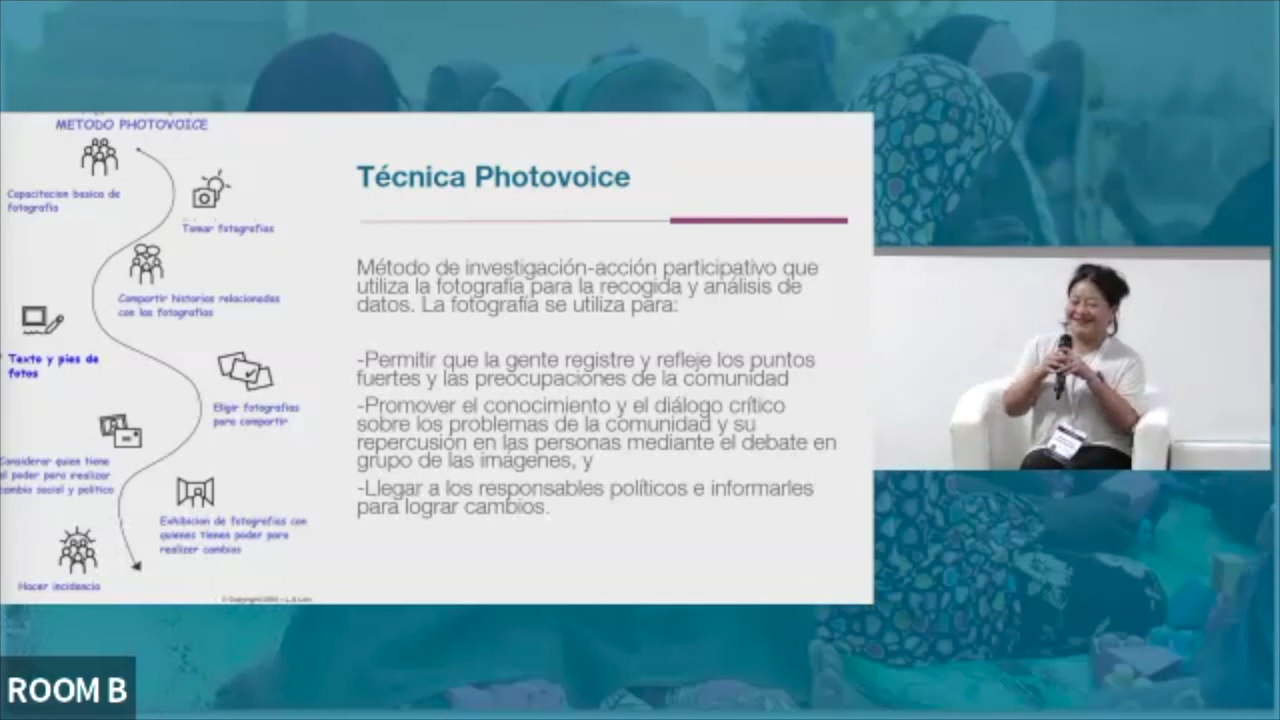 METODO PHOTOVOICE
Capacitacion basica de
fotografia
Tomar fotografias
Compartir historias relacionadas
con las fotografias
Texto y pies de
fotos
Eligir fotografias
para compartir
Considerar quien tiene
el poder para realizar
cambio social y politico
Exhibicion de fotografias con
quienes tienen poder para
realizer cambios
Hacer incidencia
Técnica Photovoice
Método de investigación-acción participativo que
utiliza la fotografía para la recogida y análisis de
datos. La fotografía se utiliza para:
-Permitir que la gente registre y refleje los puntos
fuertes y las preocupaciones de la comunidad
-Promover el conocimiento y el diálogo crítico
sobre los problemas de la comunidad y su
repercusión en las personas mediante el debate en
grupo de las imágenes, y
-Llegar a los responsables políticos e informarles
para lograr cambios.
ROOM B